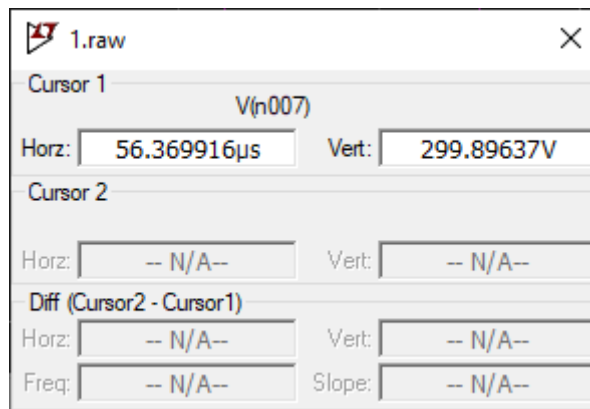 1.raw
Cursor 1
V(n007)
Horz: 56.369916µs Vert: 299.89637V
Cursor 2
Horz: -- N/A-- Vert: -- N/A--
Diff (Cursor2 - Cursor1)
Horz: -- N/A-- Vert: -- N/A--
Freq: -- N/A-- Slope: -- N/A--